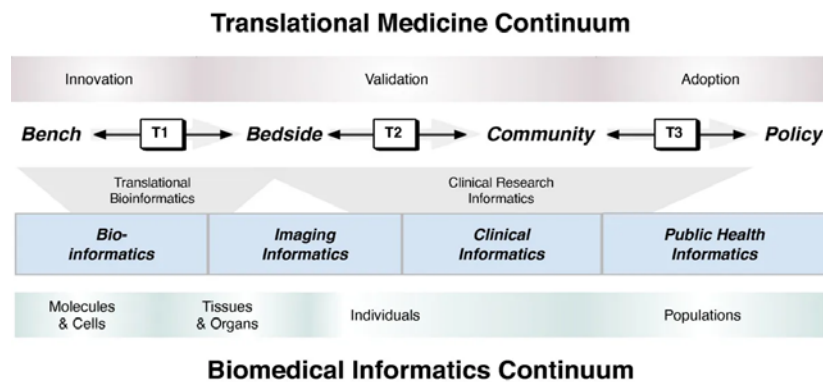 Translational Medicine Continuum
Innovation Validation Adoption
Bench T1 Bedside T2 Community T3 Policy
Translational
Bioinformatics
Clinical Research
Informatics
Bio-
informatics
Imaging
Informatics
Clinical
Informatics
Public Health
Informatics
Molecules
& Cells
Tissues
& Organs
Individuals
Populations
Biomedical Informatics Continuum